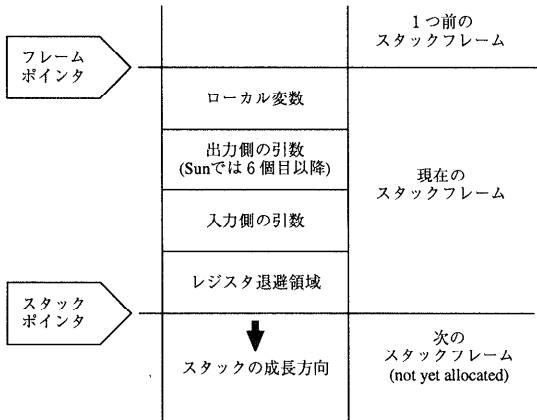 1つ前の
スタックフレーム
フレーム
ポインタ
ローカル変数
出力側の引数
(Sunでは6個目以降)
現在の
スタックフレーム
入力側の引数
レジスタ退避領域
スタック
ポインタ
スタックの成長方向
次の
スタックフレーム
(not yet allocated)